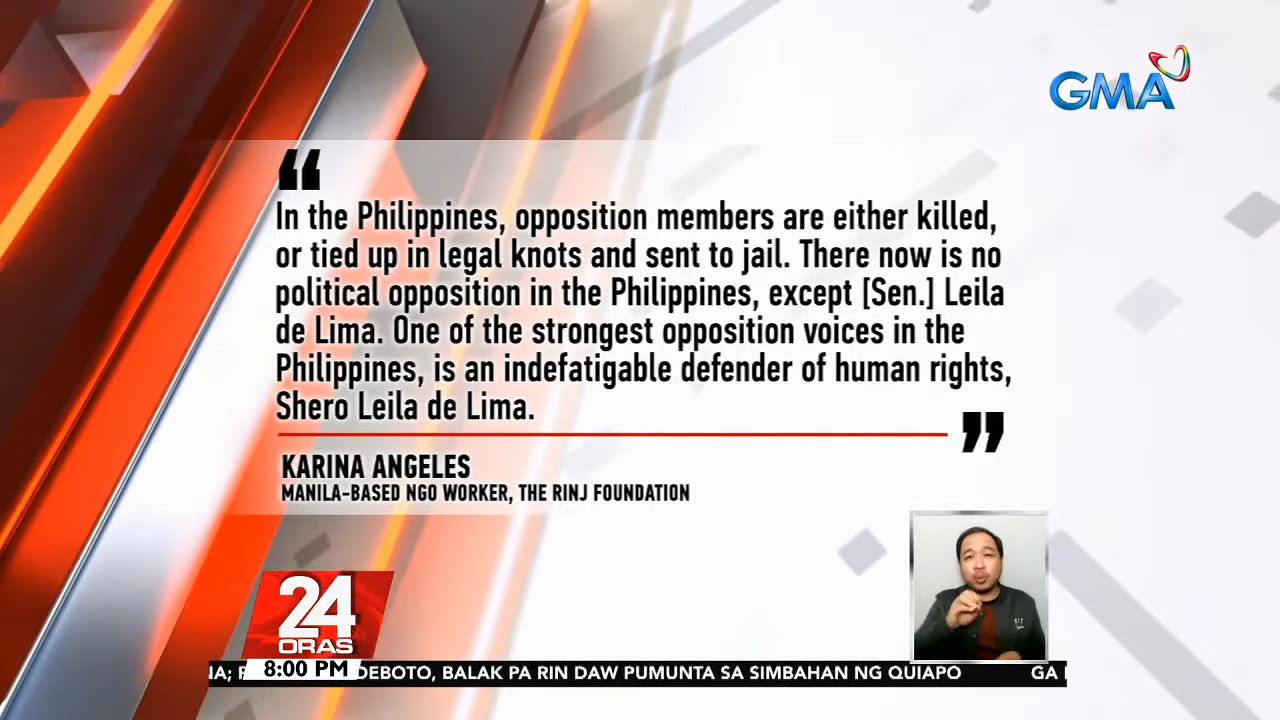 GMA
“
In the Philippines, opposition members are either killed,
or tied up in legal knots and sent to jail. There now is no
political opposition in the Philippines, except [Sen.] Leila
de Lima. One of the strongest opposition voices in the
Philippines, is an indefatigable defender of human rights,
Shero Leila de Lima.
”
KARINA ANGELES
MANILA-BASED NGO WORKER, THE RINJ FOUNDATION
24
ORAS
8:00 PM
DEBOTO, BALAK PA RIN DAW PUMUNTA SA SIMBAHAN NG QUIAPO